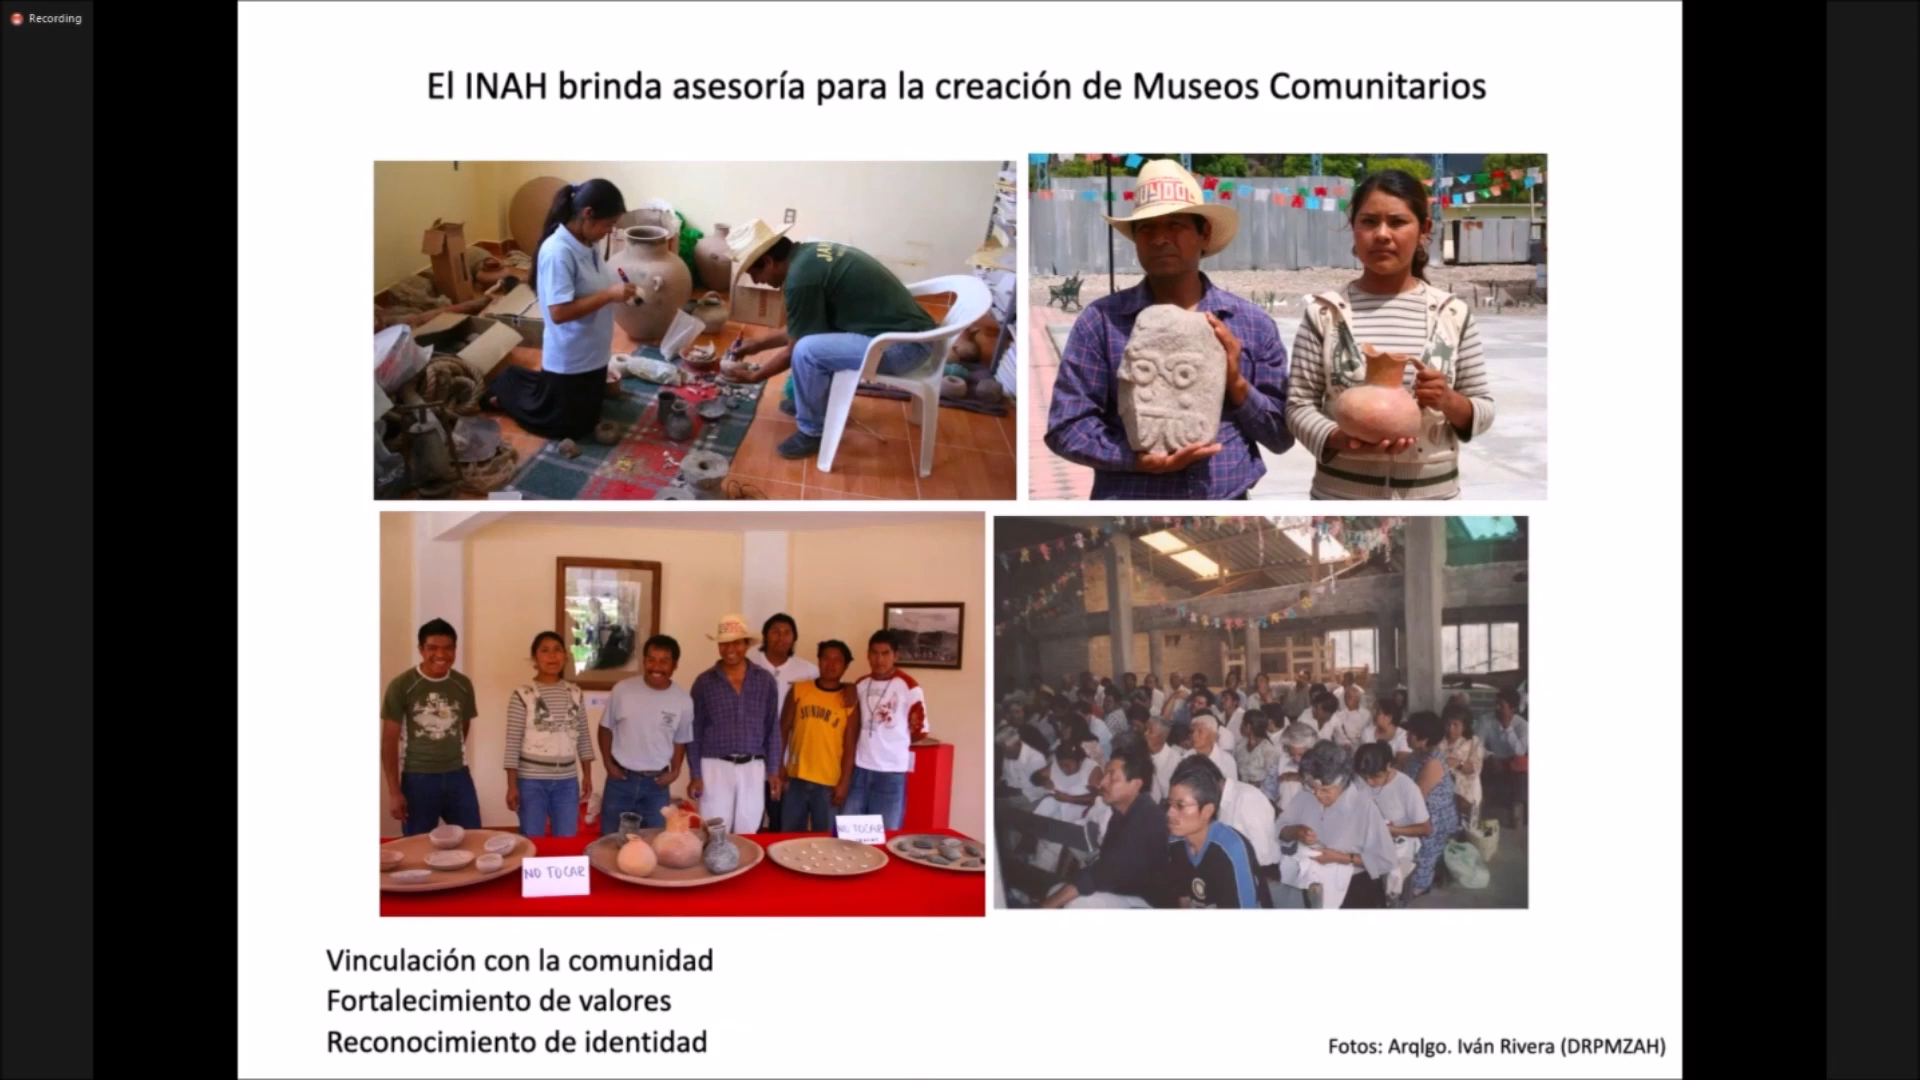 Recording
El INAH brinda asesoría para la creación de Museos Comunitarios
JUNIOR'S
NO TOCAR
NO TOCAR
Vinculación con la comunidad
Fortalecimiento de valores
Reconocimiento de identidad
Fotos: Arqlgo. Iván Rivera (DRPMZAH)